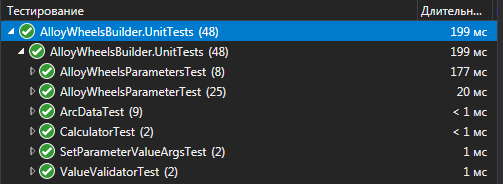 Тестирование Длительн...
AlloyWheelsBuilder.UnitTests (48) 199 мс
AlloyWheelsBuilder.UnitTests (48) 199 мс
AlloyWheelsParametersTest (8) 177 мс
AlloyWheelsParameterTest (25) 20 мс
ArcDataTest (9) < 1 мс
CalculatorTest (2) < 1 мс
SetParameterValueArgsTest (2) 1 мс
ValueValidatorTest (2) 1 мс